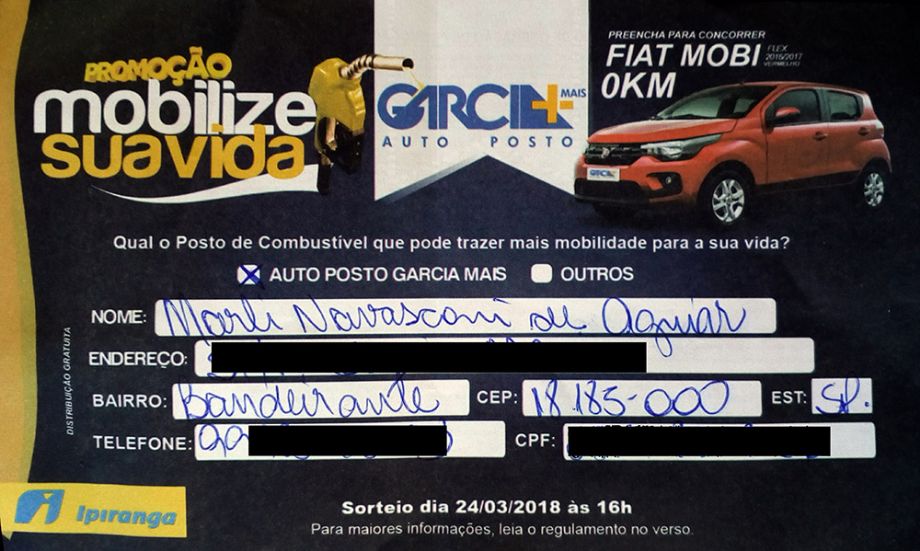 PREENCHA PARA CONCORRER
FIAT MOBI FLEX 2016/2017 VERMELHO
0KM
PROMOÇÃO
mobilize
sua vida
GARCIA+ MAIS
AUTO POSTO
GARCIA+
Qual o Posto de Combustível que pode trazer mais mobilidade para a sua vida?
X AUTO POSTO GARCIA MAIS OUTROS
NOME: Marli Navasconi de Aguiar
ENDEREÇO:
BAIRRO: Bandeirante CEP: 18.185-000 EST: SP.
TELEFONE: CPF:
DISTRIBUIÇÃO GRATUITA
Ipiranga
Sorteio dia 24/03/2018 às 16h
Para maiores informações, leia o regulamento no verso.